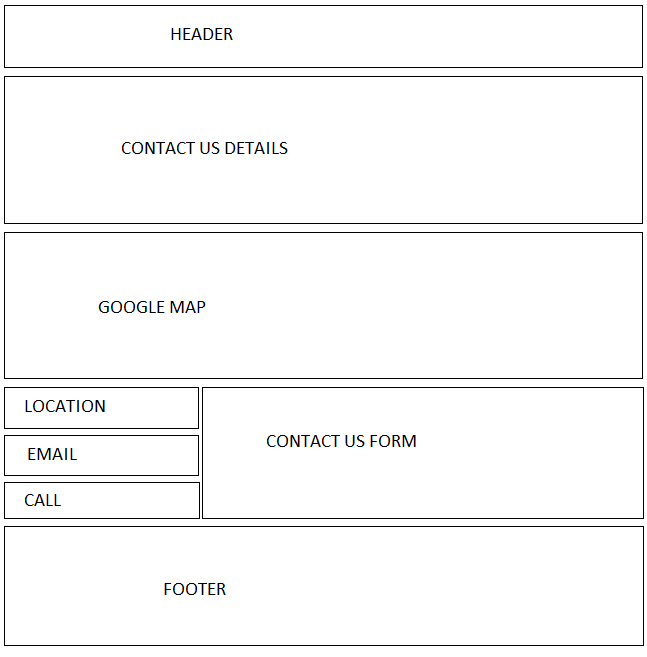 HEADER
CONTACT US DETAILS
GOOGLE MAP
LOCATION
EMAIL
CALL
CONTACT US FORM
FOOTER